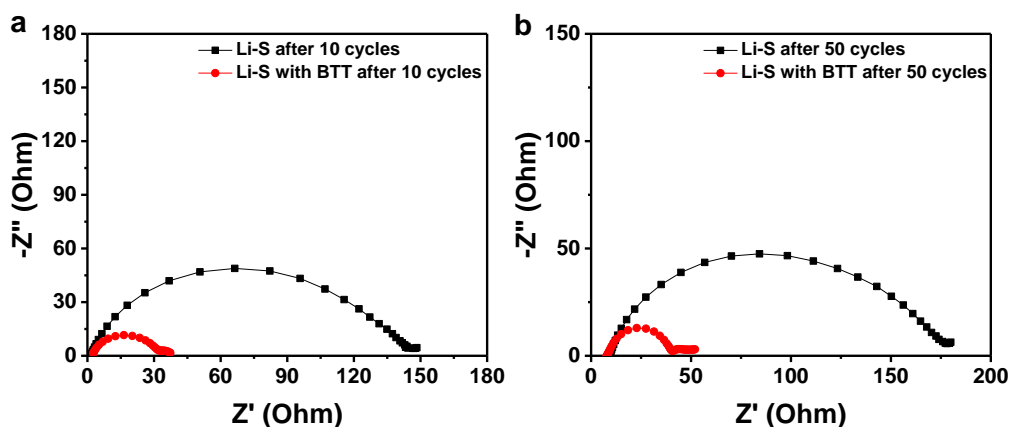 a
Li-S after 10 cycles
Li-S with BTT after 10 cycles
180
150
120
90
60
30
0
-Z" (Ohm)
0 30 60 90 120 150 180
Z' (Ohm)
b
Li-S after 50 cycles
Li-S with BTT after 50 cycles
150
100
50
0
-Z" (Ohm)
0 50 100 150 200
Z' (Ohm)